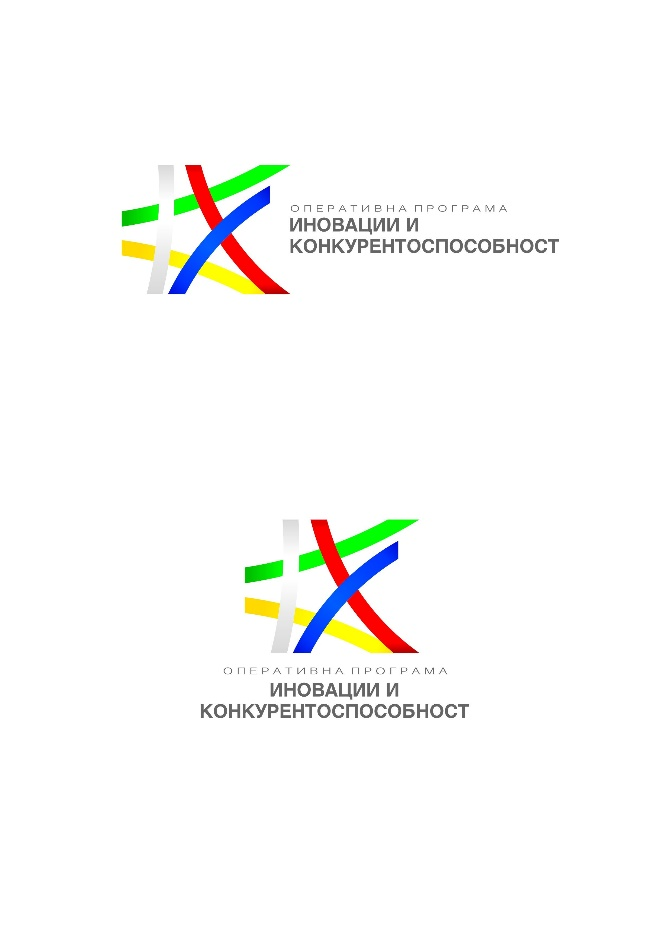 ОПЕРАТИВНА ПРОГРАМА
ИНОВАЦИИ И
КОНКУРЕНТОСПОСОБНОСТ
ОПЕРАТИВНА ПРОГРАМА
ИНОВАЦИИ И
КОНКУРЕНТОСПОСОБНОСТ